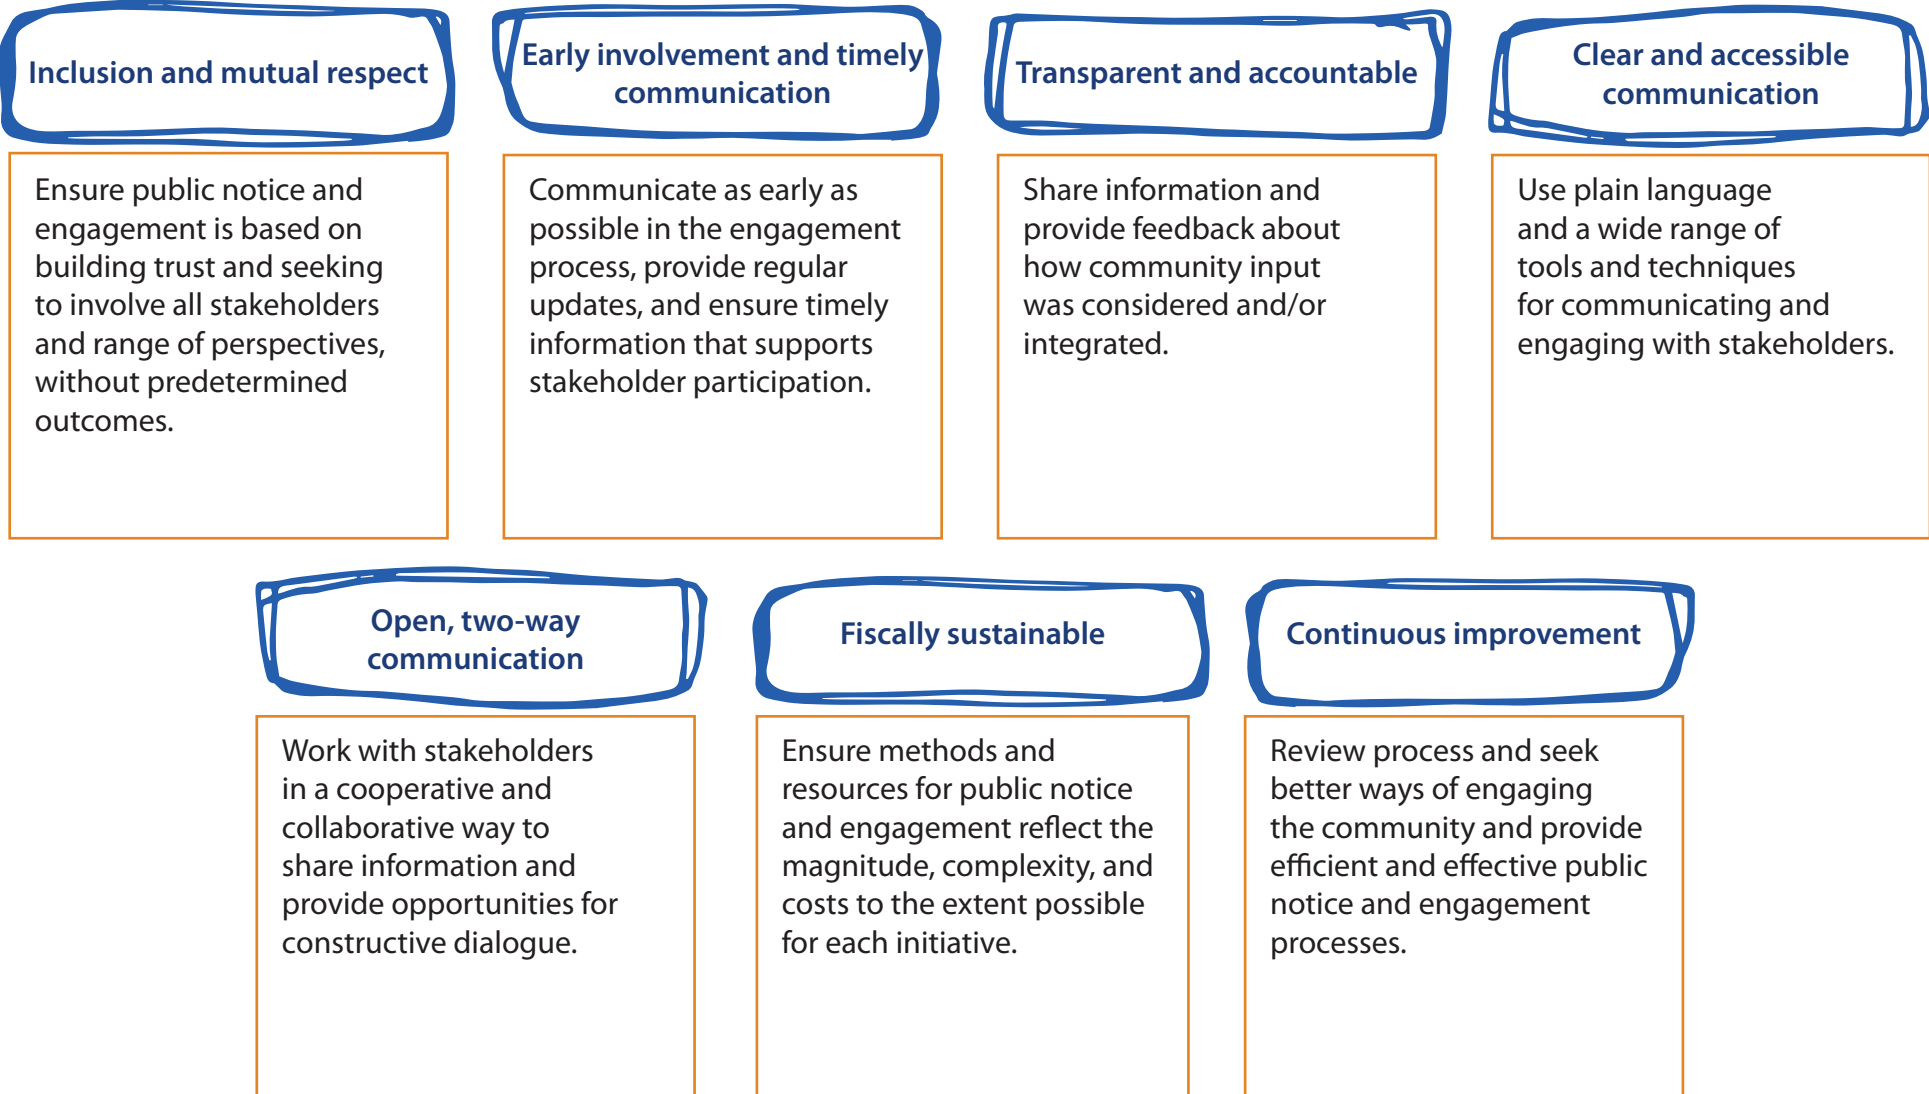 Inclusion and mutual respect
Ensure public notice and
engagement is based on
building trust and seeking
to involve all stakeholders
and range of perspectives,
without predetermined
outcomes.
Early involvement and timely
communication
Communicate as early as
possible in the engagement
process, provide regular
updates, and ensure timely
information that supports
stakeholder participation.
Transparent and accountable
Share information and
provide feedback about
how community input
was considered and/or
integrated.
Clear and accessible
communication
Use plain language
and a wide range of
tools and techniques
for communicating and
engaging with stakeholders.
Open, two-way
communication
Work with stakeholders
in a cooperative and
collaborative way to
share information and
provide opportunities for
constructive dialogue.
Fiscally sustainable
Ensure methods and
resources for public notice
and engagement reflect the
magnitude, complexity, and
costs to the extent possible
for each initiative.
Continuous improvement
Review process and seek
better ways of engaging
the community and provide
efficient and effective public
notice and engagement
processes.